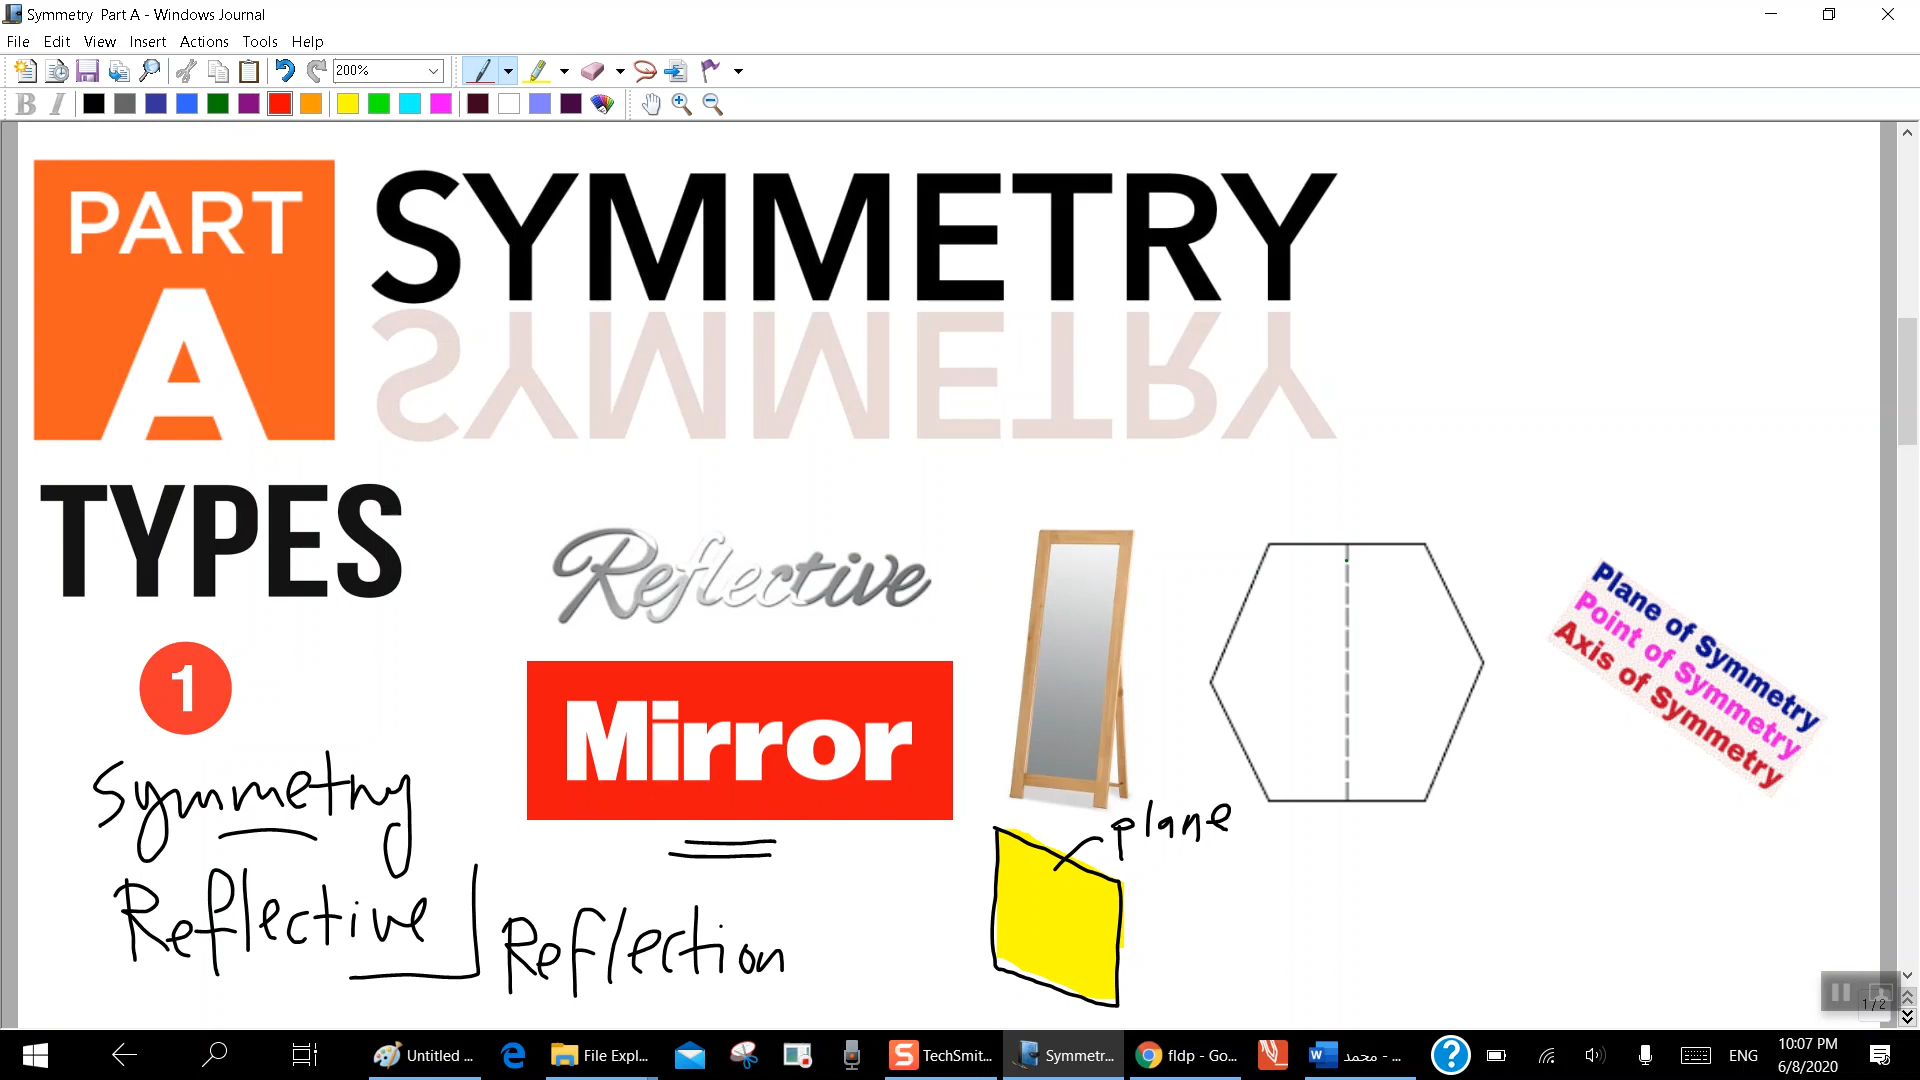 Symmetry Part A - Windows Journal
File Edit View Insert Actions Tools Help
200%
B I
PART
A
SYMMETRY
SYMMETRY
TYPES
Reflective
Plane of Symmetry
Point of Symmetry
Axis of Symmetry
1
Mirror
Symmetry
plane
Reflective
Reflection
1/2
Untitled ...
File Expl...
TechSmit...
Symmetr...
fldp - Go...
محمد - ...
ENG
10:07 PM
6/8/2020